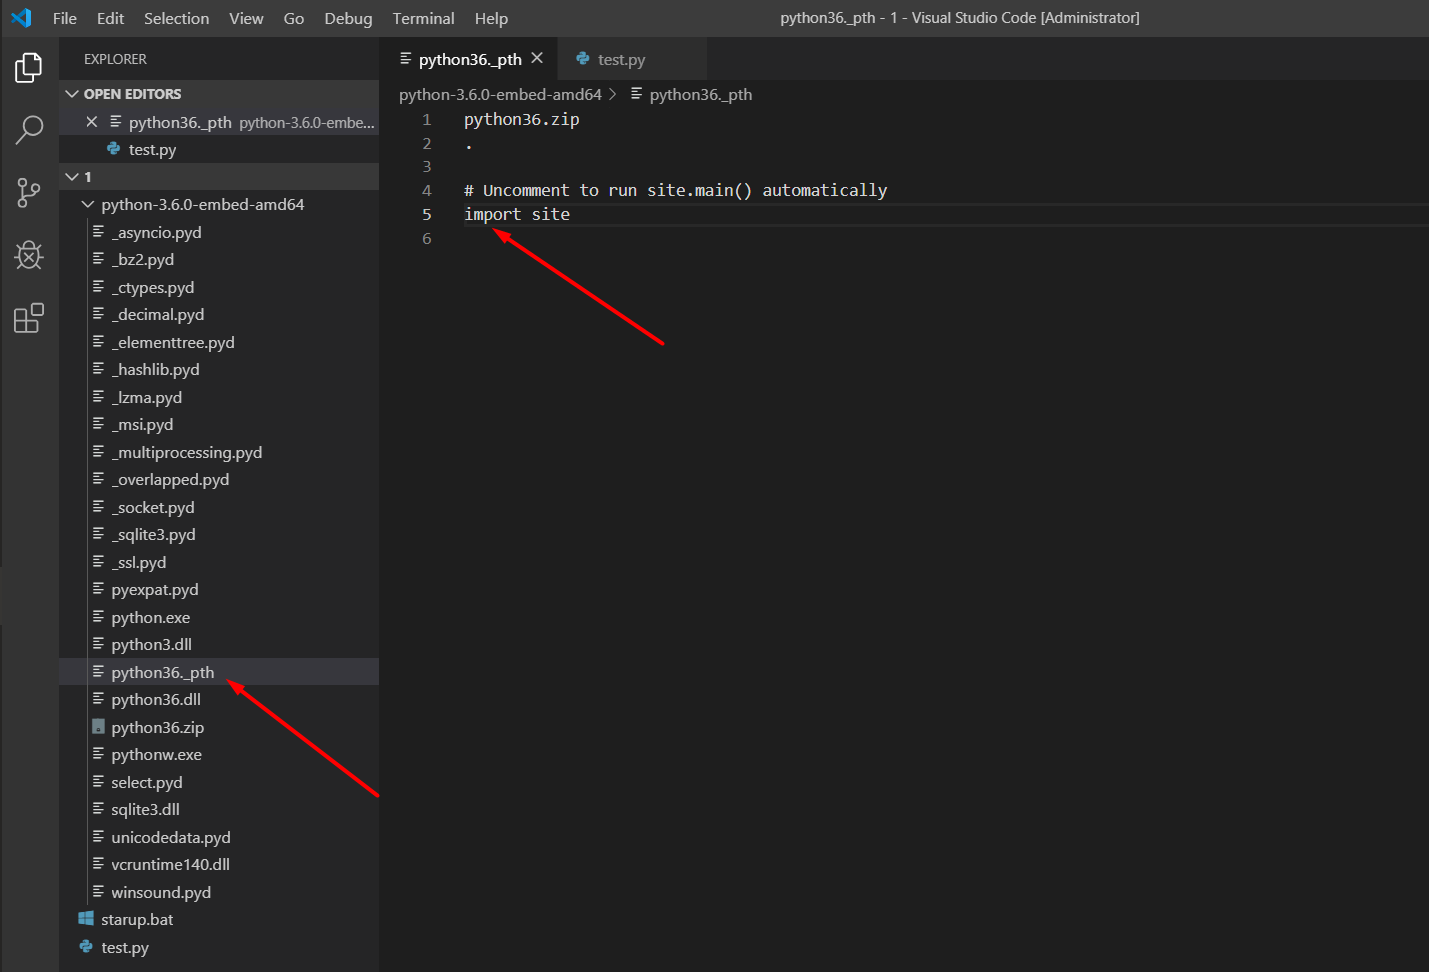 File Edit Selection View Go Debug Terminal Help python36._pth - 1 - Visual Studio Code [Administrator]
EXPLORER
OPEN EDITORS
python36._pth python-3.6.0-embe...
test.py
1
python-3.6.0-embed-amd64
_asyncio.pyd
_bz2.pyd
_ctypes.pyd
_decimal.pyd
_elementtree.pyd
_hashlib.pyd
_lzma.pyd
_msi.pyd
_multiprocessing.pyd
_overlapped.pyd
_socket.pyd
_sqlite3.pyd
_ssl.pyd
pyexpat.pyd
python.exe
python3.dll
python36._pth
python36.dll
python36.zip
pythonw.exe
select.pyd
sqlite3.dll
unicodedata.pyd
vcruntime140.dll
winsound.pyd
starup.bat
test.py
python36._pth test.py
python-3.6.0-embed-amd64 > python36._pth
1 python36.zip
2 .
3
4 # Uncomment to run site.main() automatically
5 import site
6